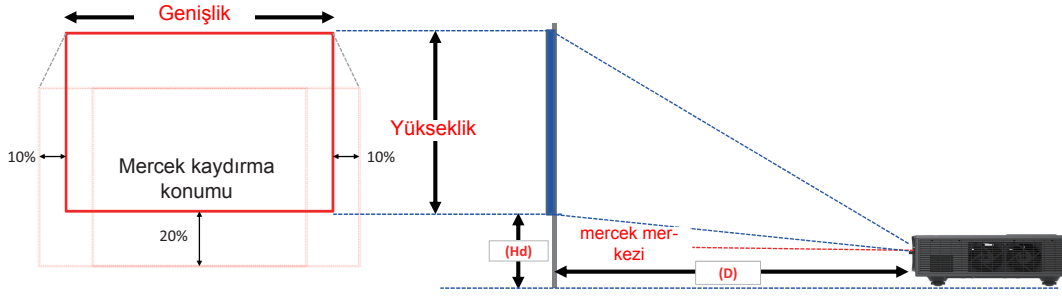 Genişlik
10%
10%
Mercek kaydırma
konumu
20%
Yükseklik
(Hd)
mercek mer-
kezi
(D)